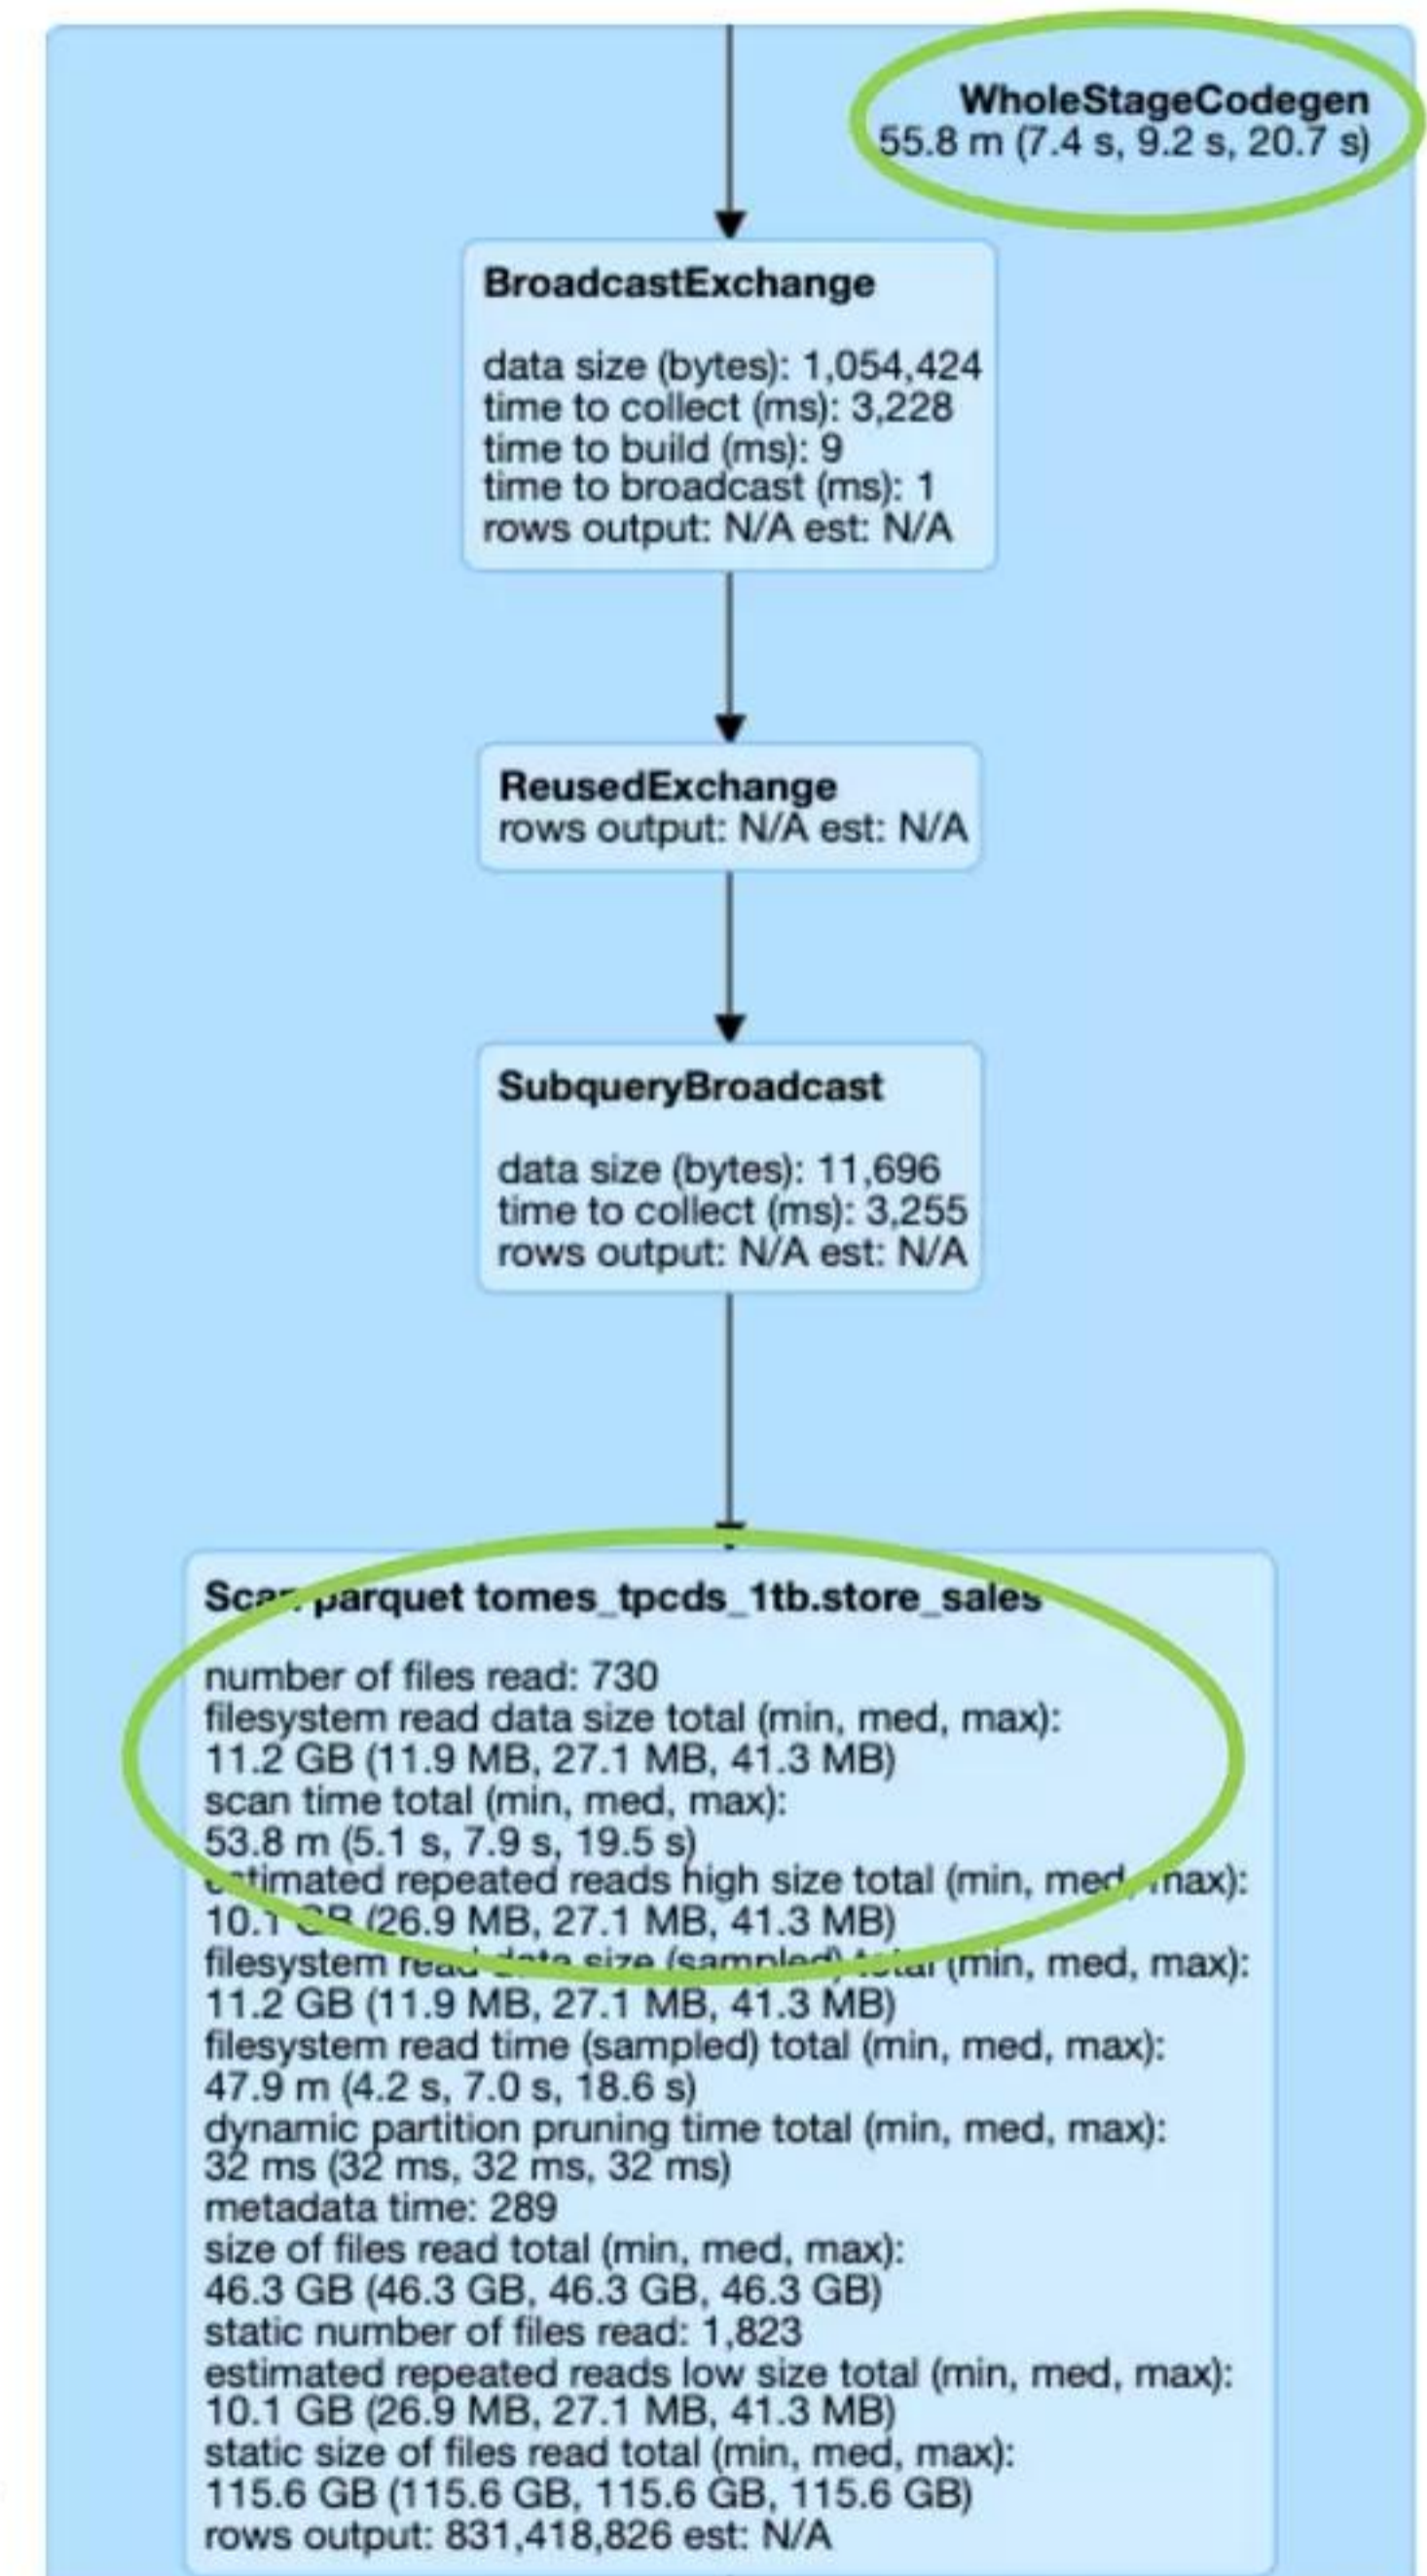 WholeStageCodegen
55.8 m (7.4 s, 9.2 s, 20.7 s)
BroadcastExchange
data size (bytes): 1,054,424
time to collect (ms): 3,228
time to build (ms): 9
time to broadcast (ms): 1
rows output: N/A est: N/A
ReusedExchange
rows output: N/A est: N/A
SubqueryBroadcast
data size (bytes): 11,696
time to collect (ms): 3,255
rows output: N/A est: N/A
Scan parquet tomes_tpcds_1tb.store_sales
number of files read: 730
filesystem read data size total (min, med, max):
11.2 GB (11.9 MB, 27.1 MB, 41.3 MB)
scan time total (min, med, max):
53.8 m (5.1 s, 7.9 s, 19.5 s)
estimated repeated reads high size total (min, med, max):
10.1 GB (26.9 MB, 27.1 MB, 41.3 MB)
filesystem read data size (sampled) total (min, med, max):
11.2 GB (11.9 MB, 27.1 MB, 41.3 MB)
filesystem read time (sampled) total (min, med, max):
47.9 m (4.2 s, 7.0 s, 18.6 s)
dynamic partition pruning time total (min, med, max):
32 ms (32 ms, 32 ms, 32 ms)
metadata time: 289
size of files read total (min, med, max):
46.3 GB (46.3 GB, 46.3 GB, 46.3 GB)
static number of files read: 1,823
estimated repeated reads low size total (min, med, max):
10.1 GB (26.9 MB, 27.1 MB, 41.3 MB)
static size of files read total (min, med, max):
115.6 GB (115.6 GB, 115.6 GB, 115.6 GB)
rows output: 831,418,826 est: N/A